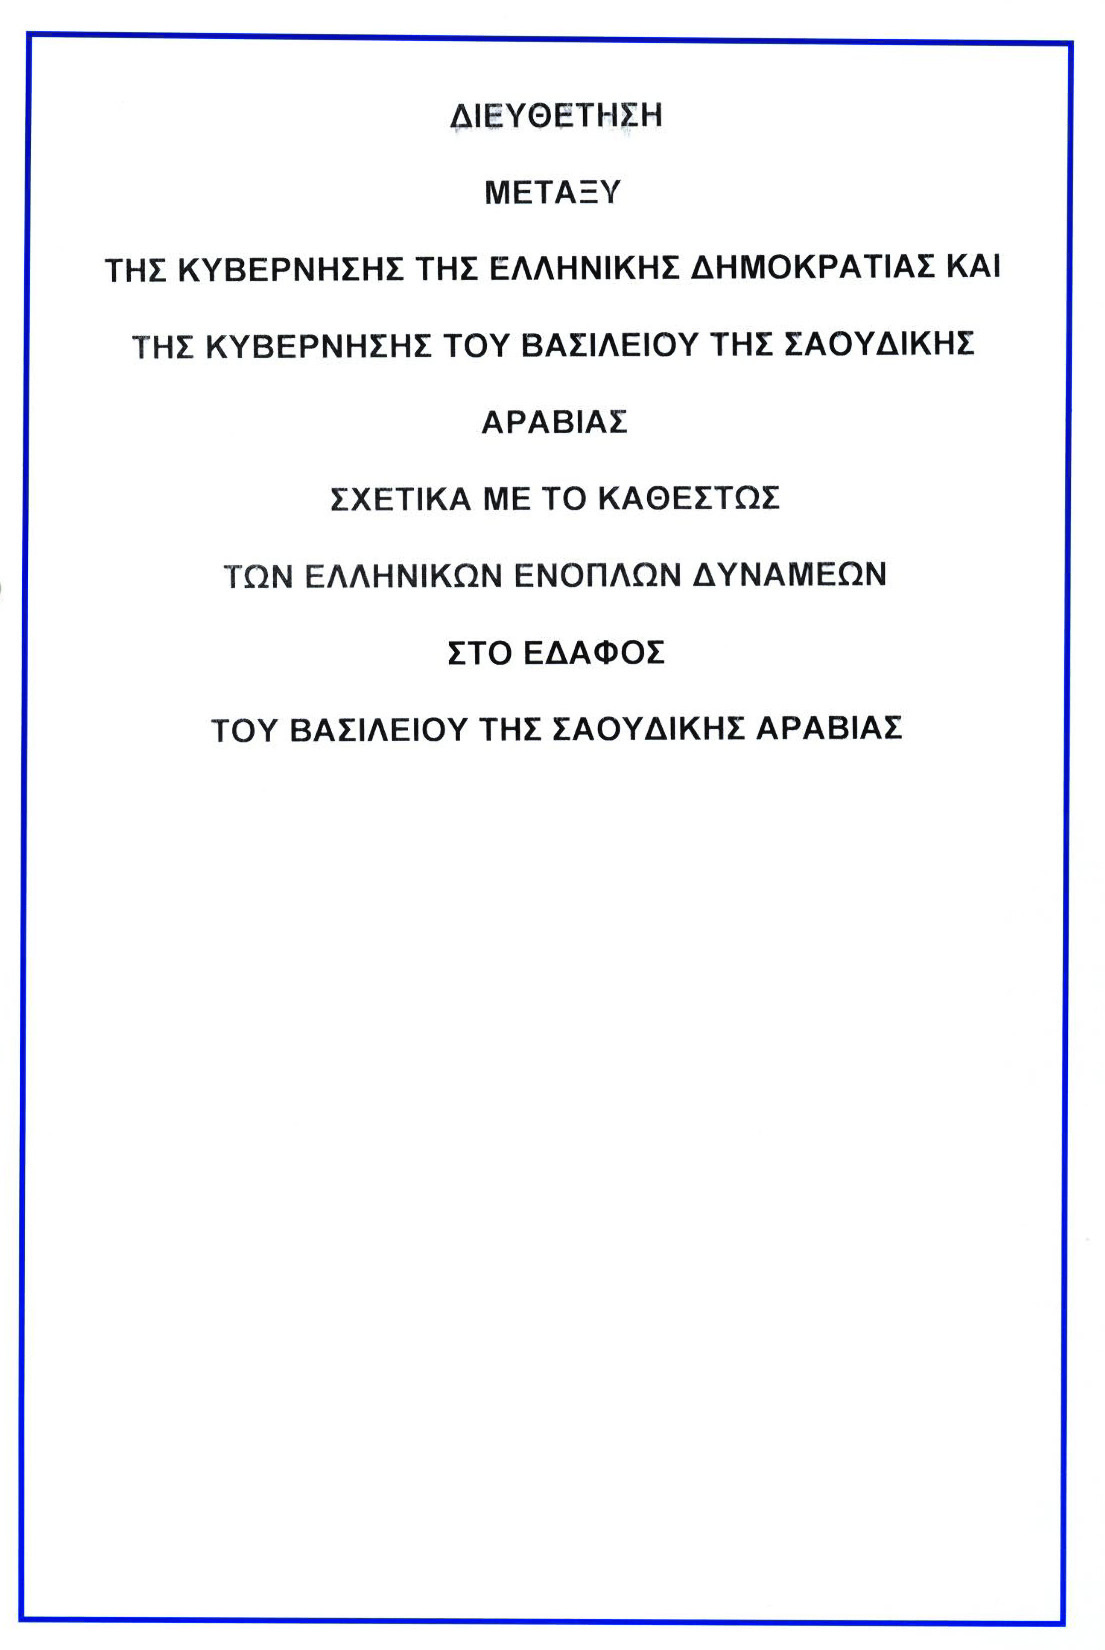 ΔΙΕΥΘΕΤΗΣΗ
ΜΕΤΑΞΥ
ΤΗΣ ΚΥΒΕΡΝΗΣΗΣ ΤΗΣ ΕΛΛΗΝΙΚΗΣ ΔΗΜΟΚΡΑΤΙΑΣ ΚΑΙ
ΤΗΣ ΚΥΒΕΡΝΗΣΗΣ ΤΟΥ ΒΑΣΙΛΕΙΟΥ ΤΗΣ ΣΑΟΥΔΙΚΗΣ
ΑΡΑΒΙΑΣ
ΣΧΕΤΙΚΑ ΜΕ ΤΟ ΚΑΘΕΣΤΩΣ
ΤΩΝ ΕΛΛΗΝΙΚΩΝ ΕΝΟΠΛΩΝ ΔΥΝΑΜΕΩΝ
ΣΤΟ ΕΔΑΦΟΣ
ΤΟΥ ΒΑΣΙΛΕΙΟΥ ΤΗΣ ΣΑΟΥΔΙΚΗΣ ΑΡΑΒΙΑΣ